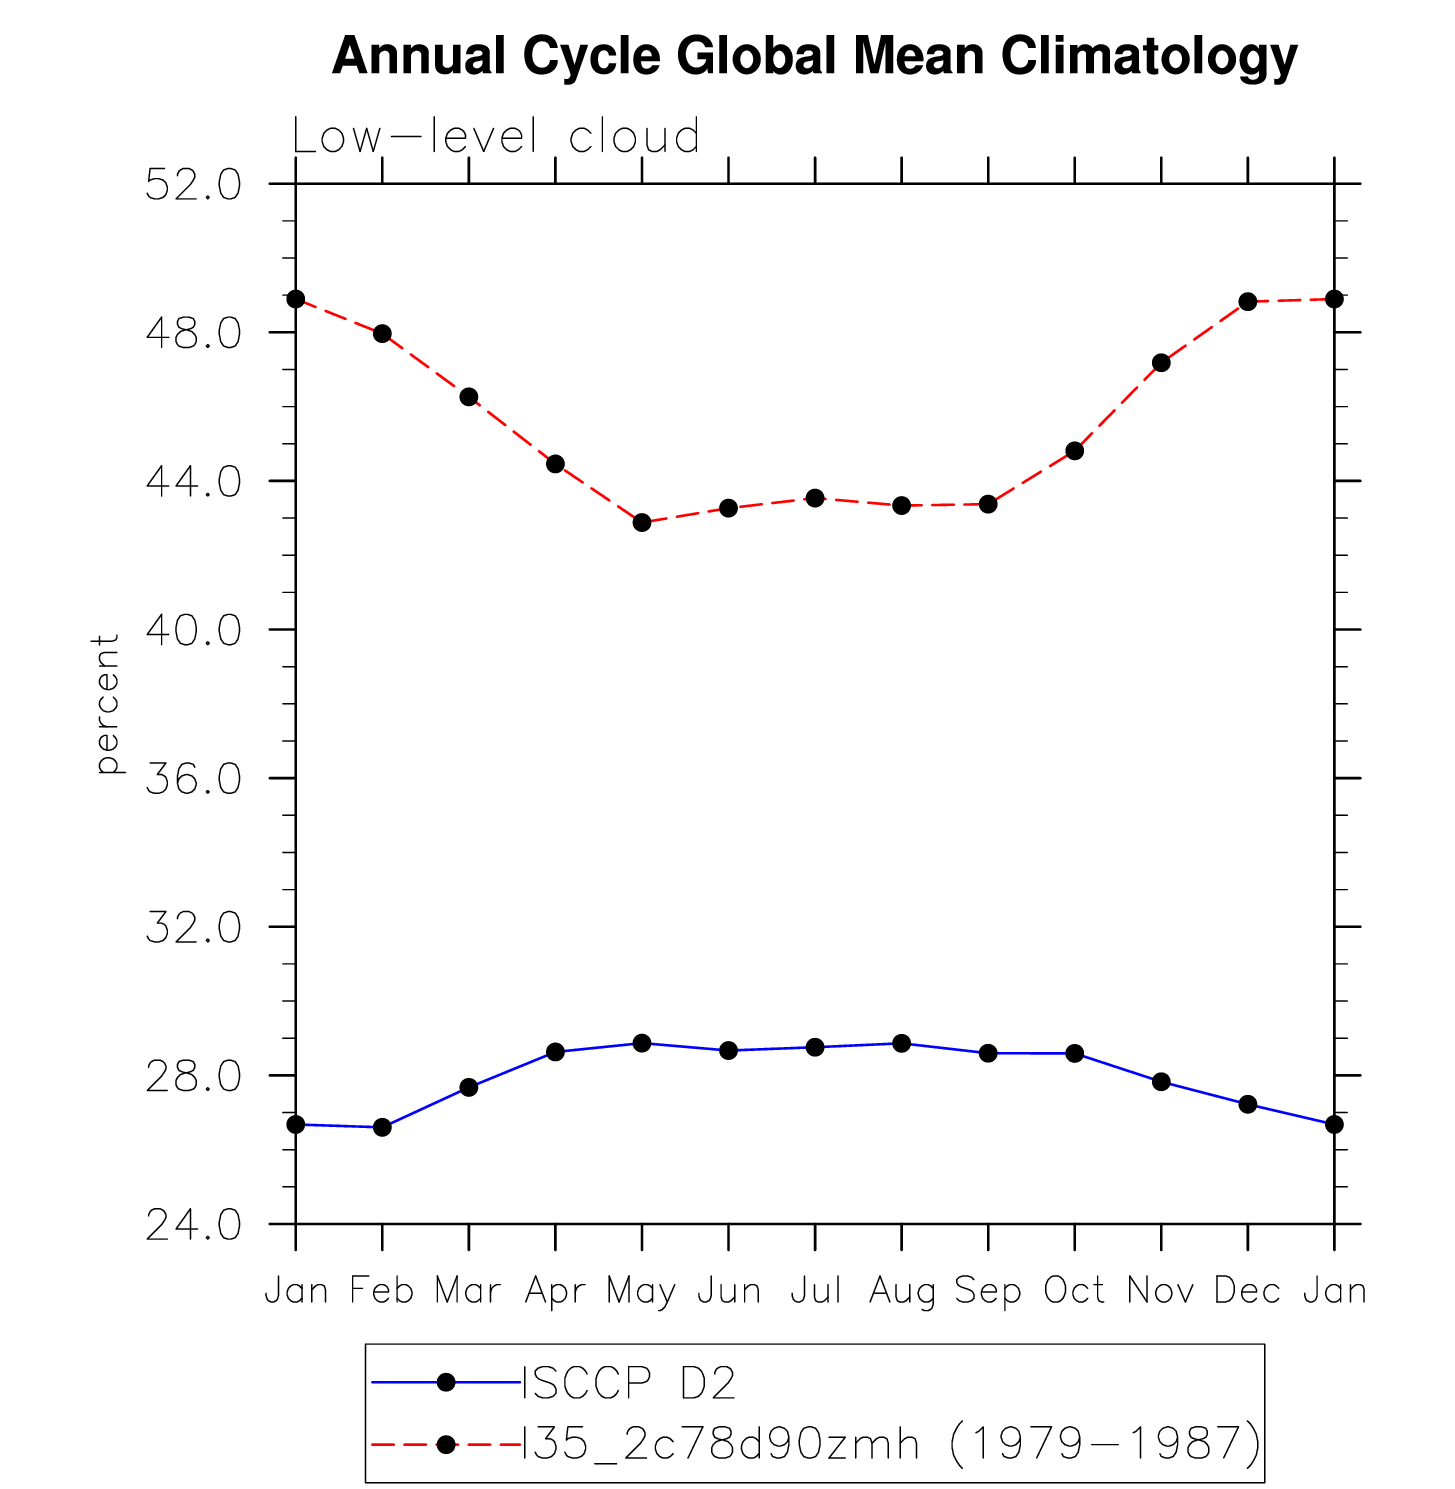 Annual Cycle Global Mean Climatology
Low-level cloud
52.0
48.0
44.0
40.0
36.0
32.0
28.0
24.0
percent
Jan Feb Mar Apr May Jun Jul Aug Sep Oct Nov Dec Jan
ISCCP D2
I35_2c78d90zmh (1979-1987)